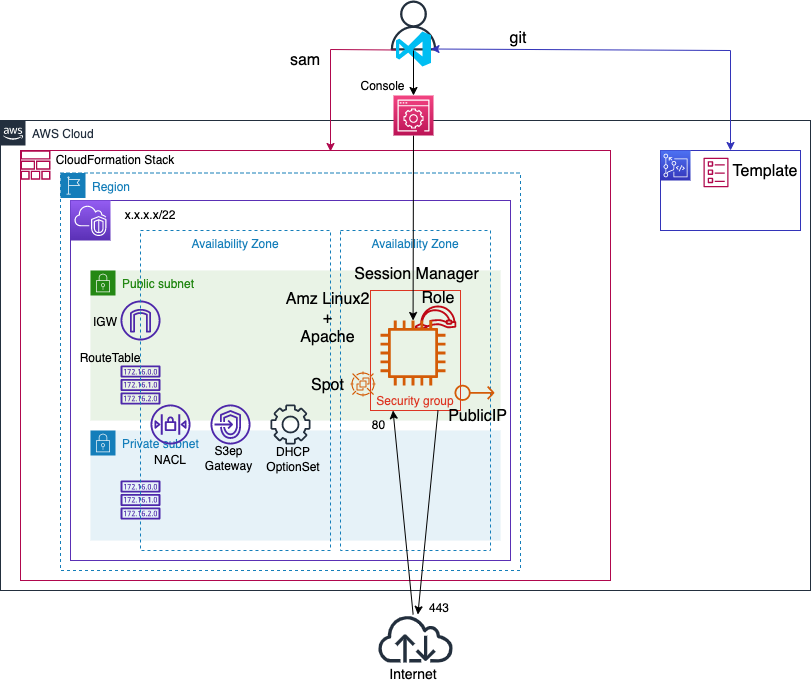 git
sam
Console
aws
AWS Cloud
CloudFormation Stack
Template
Region
x.x.x.x/22
Availability Zone
Availability Zone
Session Manager
Public subnet
Amz Linux2
+
Apache
Role
IGW
RouteTable
172.16.0.0
172.16.1.0
172.16.2.0
Spot
Security group
PublicIP
80
Private subnet
NACL
S3ep
Gateway
DHCP
OptionSet
172.16.0.0
172.16.1.0
172.16.2.0
443
Internet